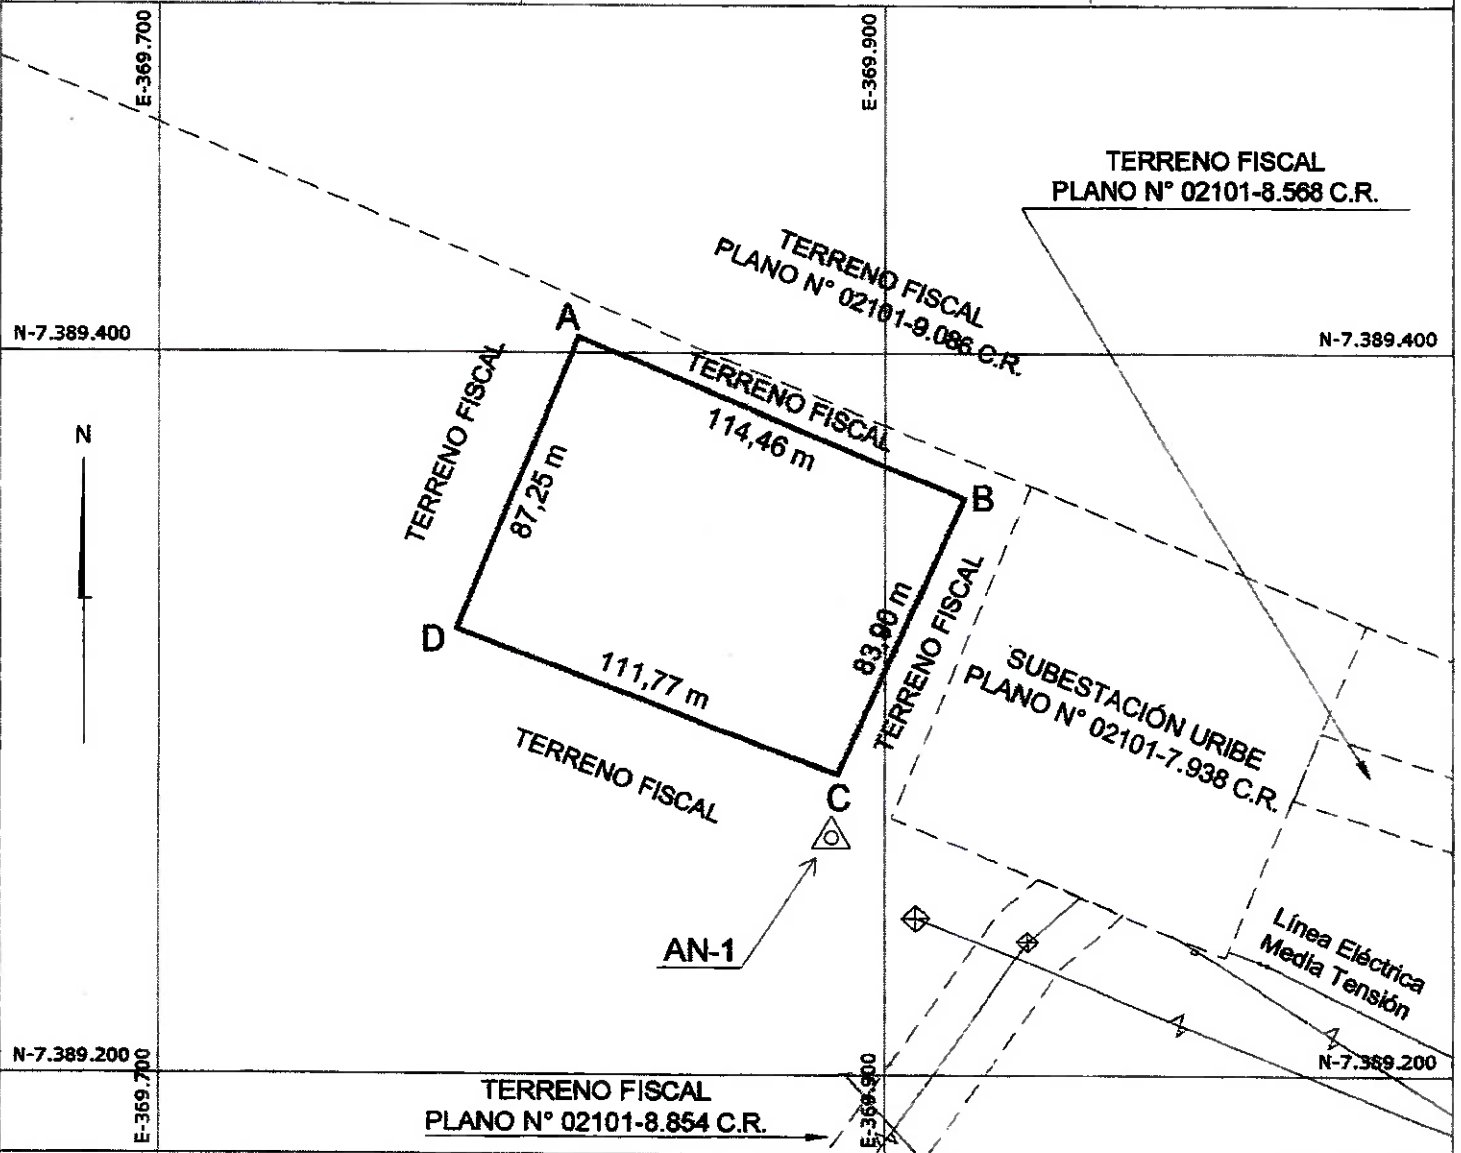 E-369.700
E-369.900
TERRENO FISCAL
PLANO N° 02101-8.568 C.R.
TERRENO FISCAL
PLANO N° 02101-9.086 C.R.
N-7.389.400
N-7.389.400
A
TERRENO FISCAL
TERRENO FISCAL
114,46 m
N
87,25 m
B
TERRENO FISCAL
83,90 m
D
111,77 m
SUBESTACIÓN URIBE
PLANO N° 02101-7.938 C.R.
TERRENO FISCAL
C
AN-1
Línea Eléctrica
Media Tensión
N-7.389.200
N-7.389.200
E-369.700
E-369.900
TERRENO FISCAL
PLANO N° 02101-8.854 C.R.